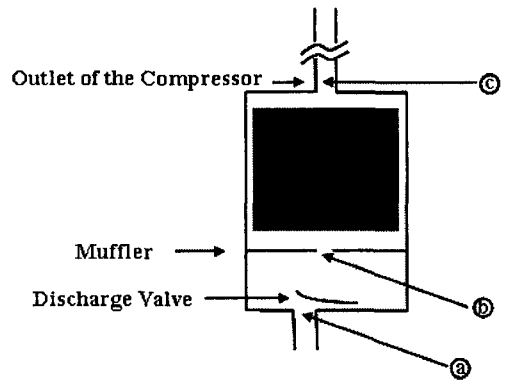 Outlet of the Compressor
ⓒ
Muffler
ⓑ
Discharge Valve
ⓐ